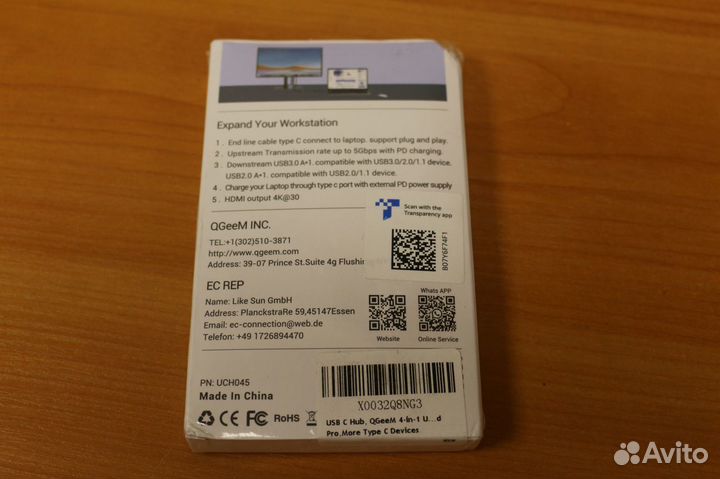 Expand Your Workstation
1 . End line cable type C connect to laptop. support plug and play.
2 . Upstream Transmission rate up to 5Gbps with PD charging.
3 . Downstream USB3.0 A•1. compatible with USB3.0/2.0/1.1 device.
USB2.0 A•1. compatible with USB2.0/1.1 device.
4 . Charge your Laptop through type c port with external PD power supply
5 . HDMI output 4K@30
Scan with the
Transparency app
B07Y6F74F1
QGeeM INC.
TEL:+1(302)510-3871
http://www.qgeem.com
Address: 39-07 Prince St.Suite 4g Flushin
EC REP
Name: Like Sun GmbH
Address: PlanckstraRe 59,45147Essen
Email: ec-connection@web.de
Telefon: +49 1726894470
Whats APP
Website
Online Service
PN: UCH045
Made In China
CE FC RoHS
X0032Q8NG3
USB C Hub, QGeeM 4-in-1 U...d
Pro,More Type C Devices
Avito